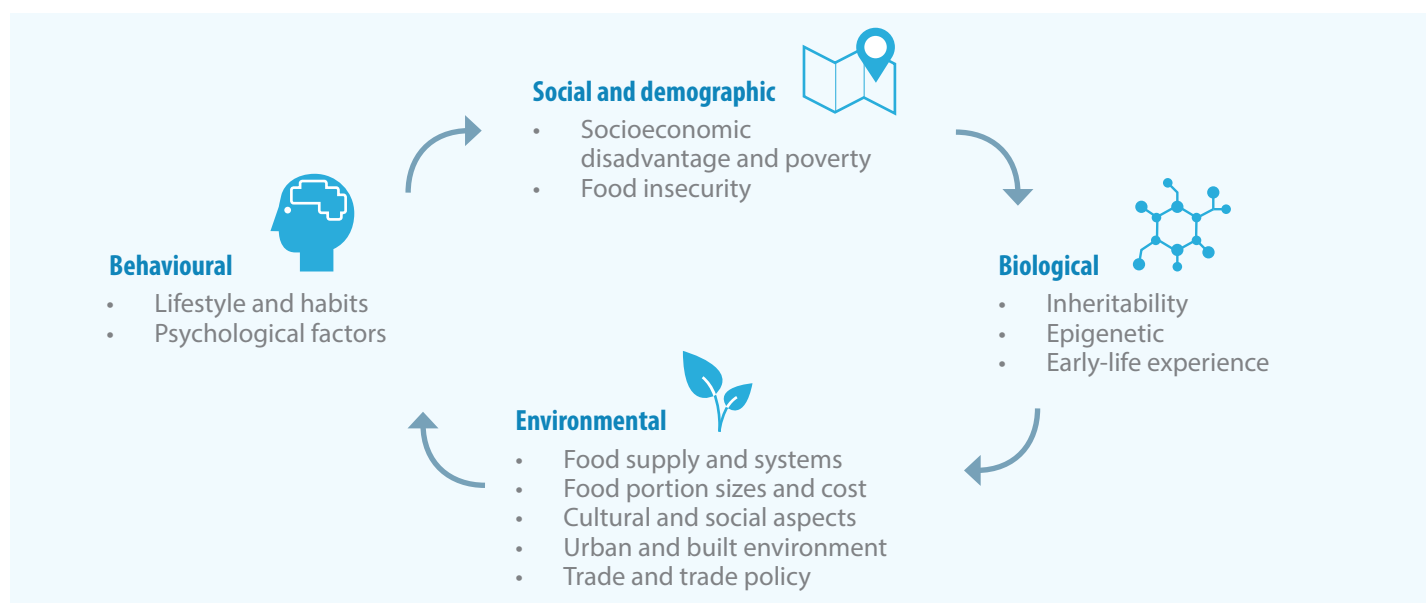 Social and demographic
• Socioeconomic
disadvantage and poverty
• Food insecurity
Behavioural
• Lifestyle and habits
• Psychological factors
Biological
• Inheritability
• Epigenetic
• Early-life experience
Environmental
• Food supply and systems
• Food portion sizes and cost
• Cultural and social aspects
• Urban and built environment
• Trade and trade policy